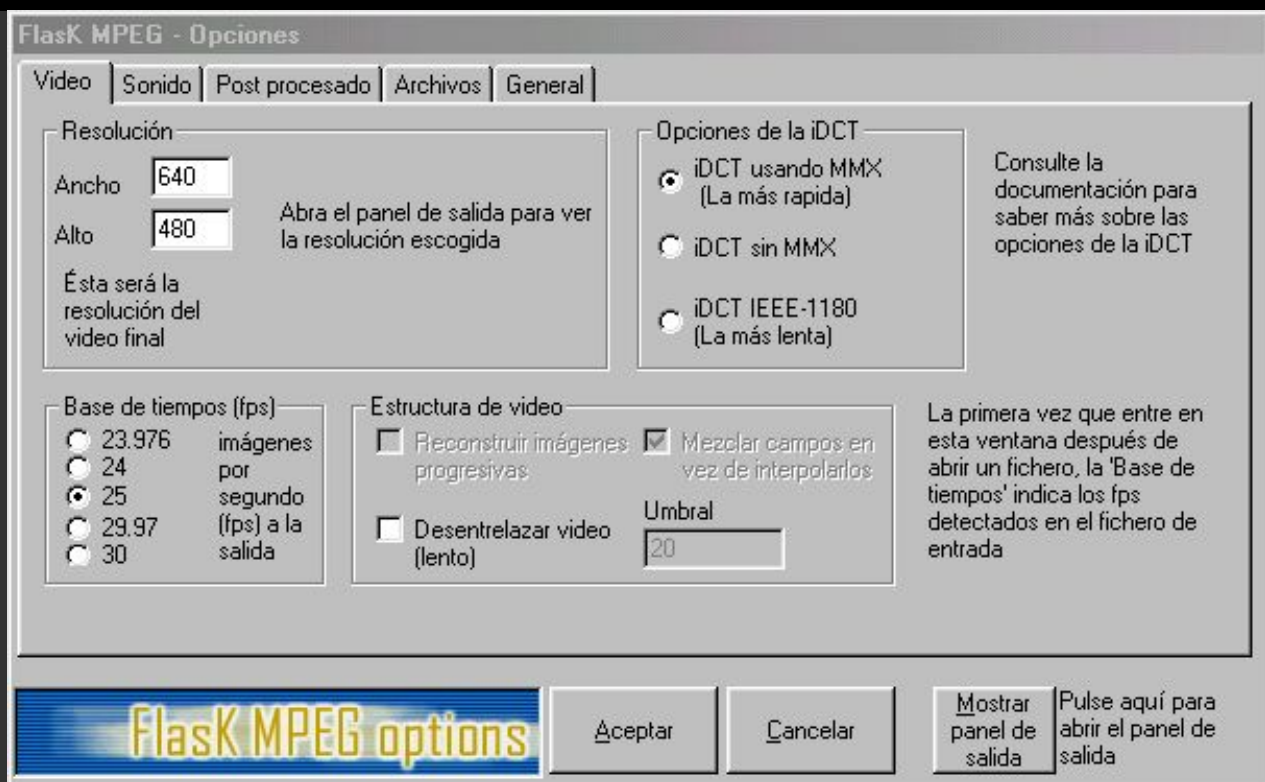 FlasK MPEG - Opciones
Video
Sonido
Post procesado
Archivos
General
Resolución
Ancho
640
Alto
480
Abra el panel de salida para ver
la resolución escogida
Ésta será la
resolución del
video final
Opciones de la iDCT
iDCT usando MMX
(La más rapida)
iDCT sin MMX
iDCT IEEE-1180
(La más lenta)
Consulte la
documentación para
saber más sobre las
opciones de la iDCT
Base de tiempos (fps)
23.976
24
25
29.97
30
imágenes
por
segundo
(fps) a la
salida
Estructura de video
Reconstruir imágenes
progresivas
Mezclar campos en
vez de interpolarlos
Desentrelazar video
(lento)
Umbral
20
La primera vez que entre en
esta ventana después de
abrir un fichero, la 'Base de
tiempos' indica los fps
detectados en el fichero de
entrada
FlasK MPEG options
Aceptar
Cancelar
Mostrar
panel de
salida
Pulse aquí para
abrir el panel de
salida